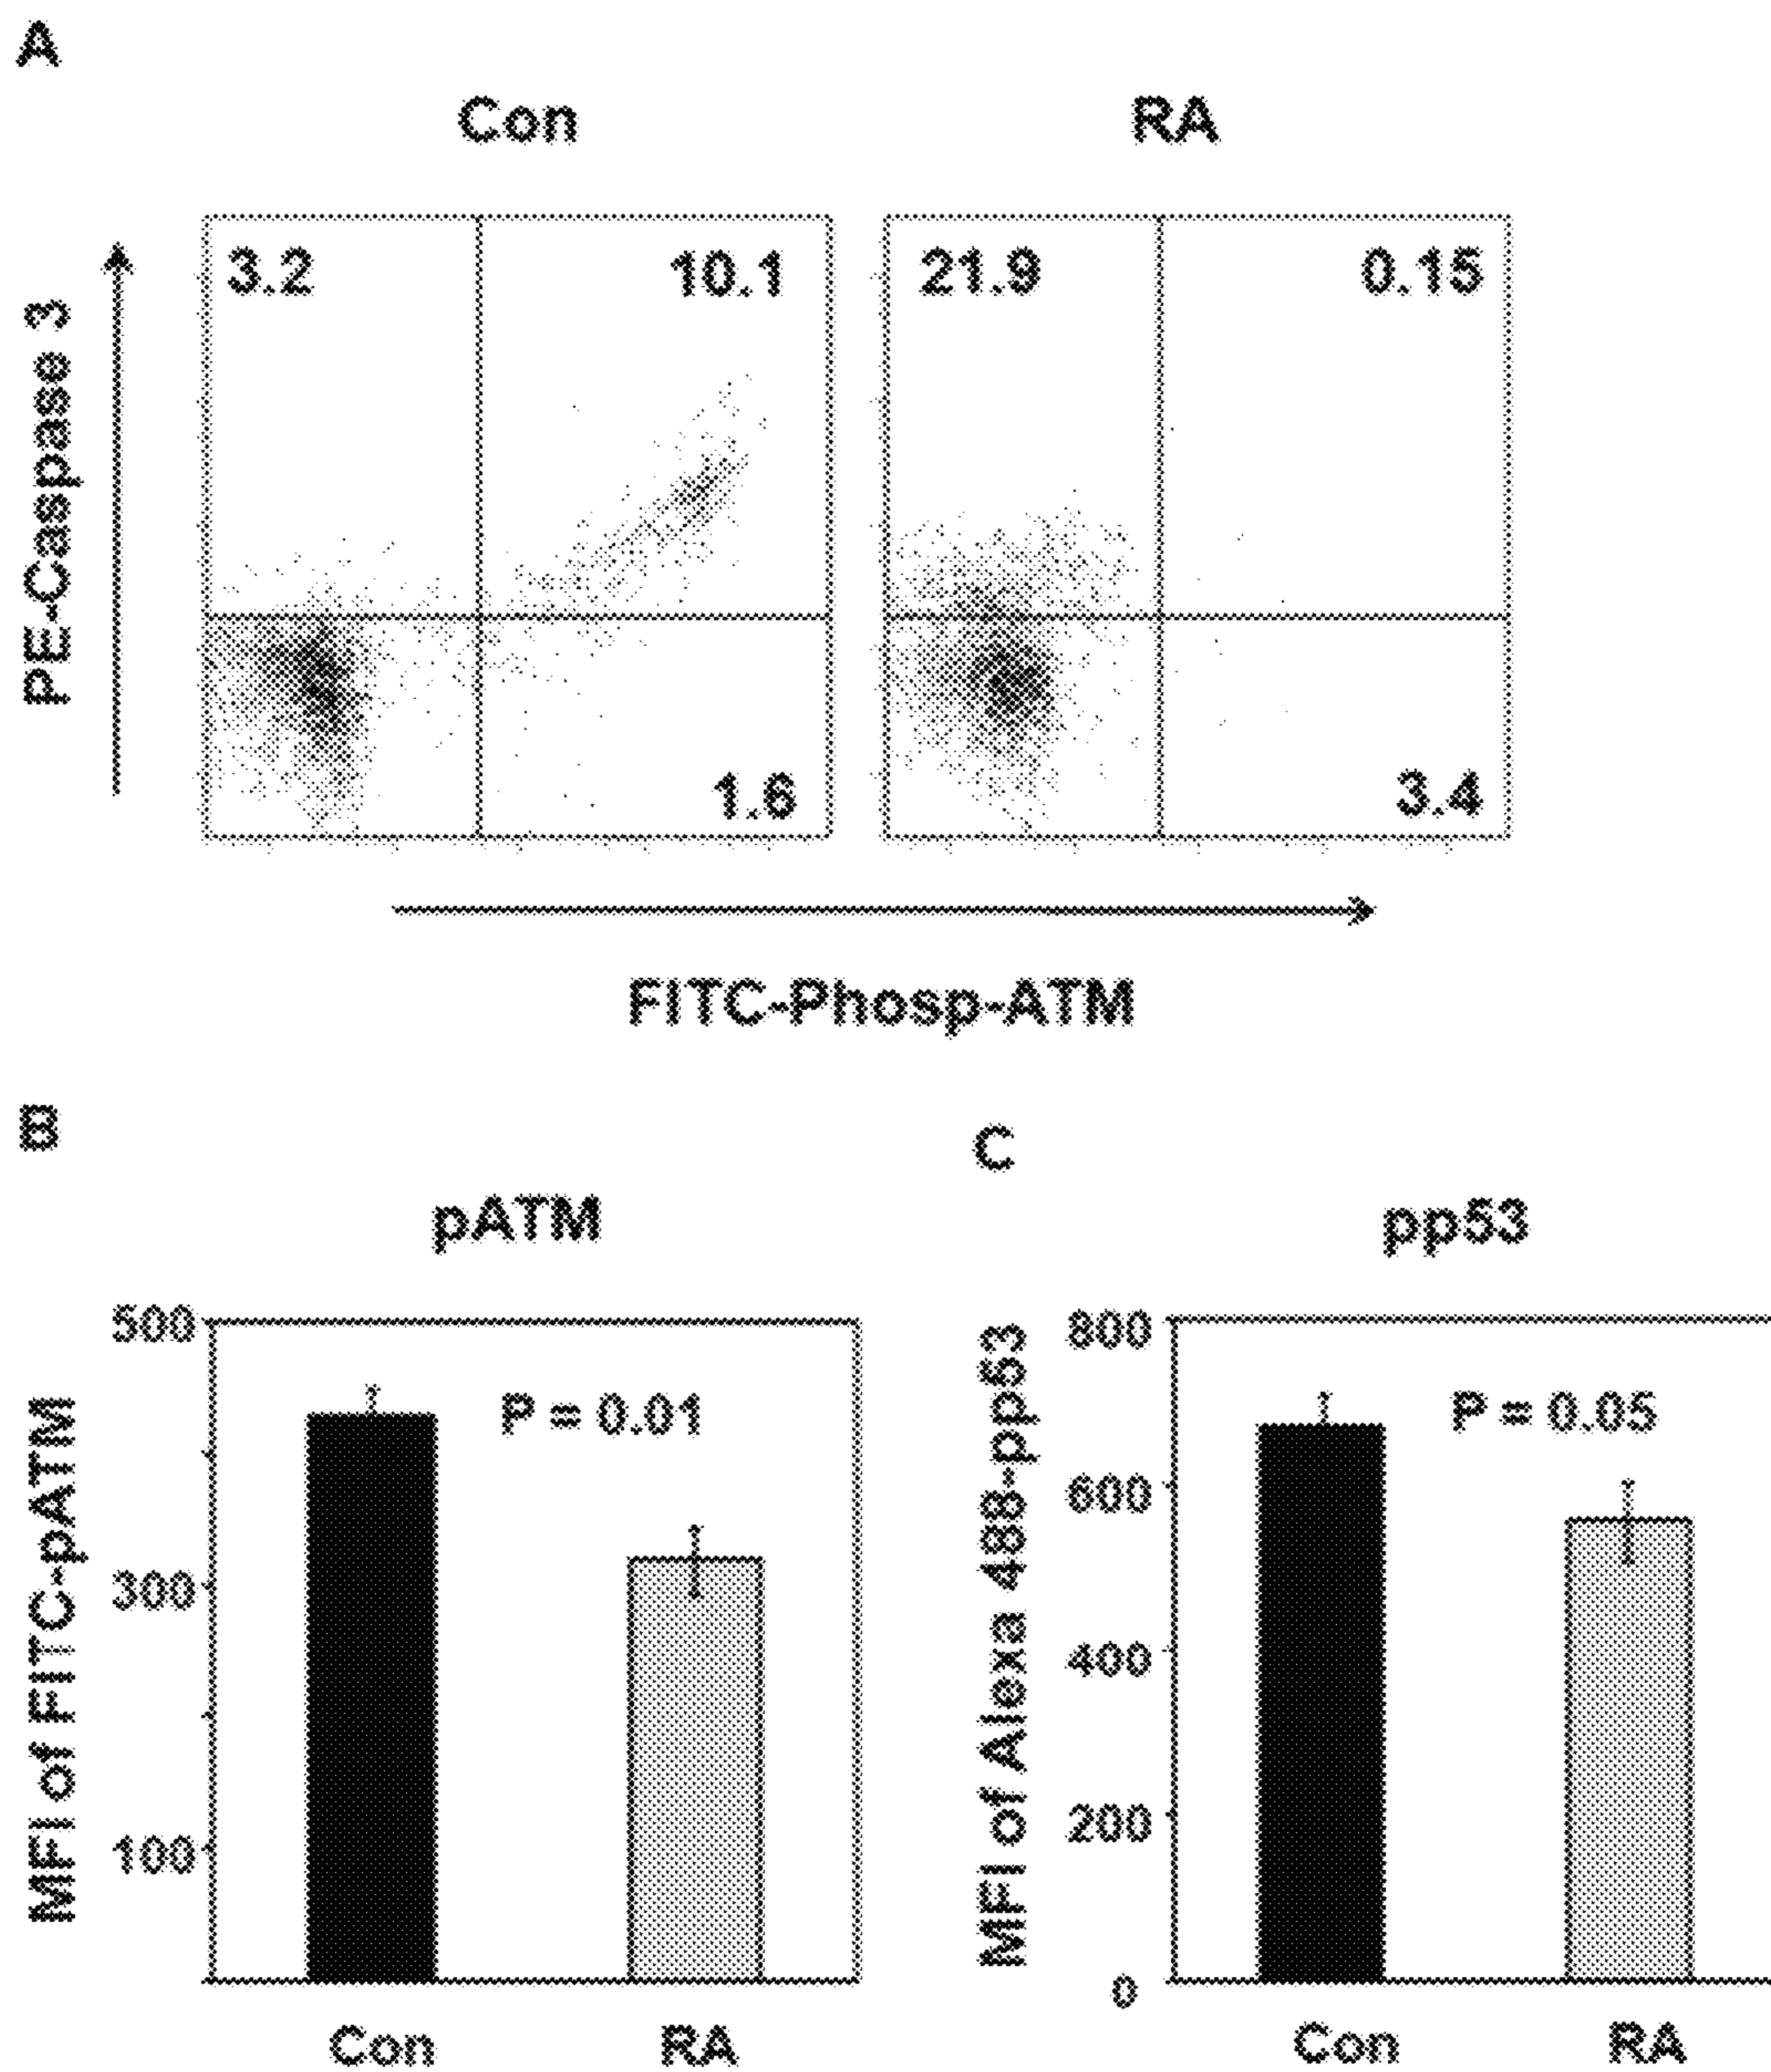 A
Con
RA
PE-Caspase 3
3.2
10.1
21.9
0.15
1.6
3.4
FITC-Phosp-ATM
B
C
pATM
pp53
MFI of FITC-pATM
500
300
100
P = 0.01
Con
RA
MFI of Alexa 488-pp53
800
600
400
200
0
P = 0.05
Con
RA